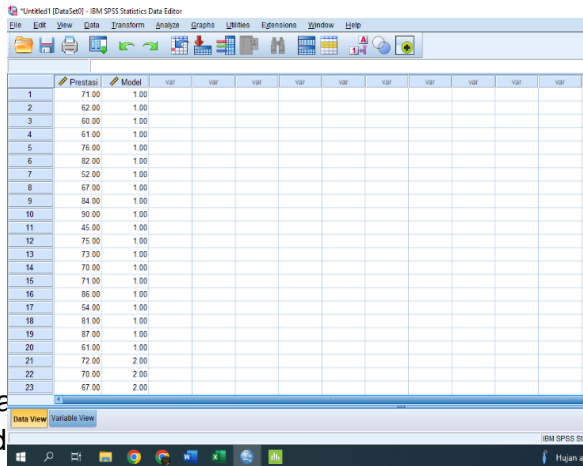 *Untitled1 [DataSet0] - IBM SPSS Statistics Data Editor
File Edit View Data Transform Analyze Graphs Utilities Extensions Window Help
Prestasi Model var var var var var var var var var var
1 71.00 1.00
2 62.00 1.00
3 60.00 1.00
4 61.00 1.00
5 76.00 1.00
6 82.00 1.00
7 52.00 1.00
8 67.00 1.00
9 84.00 1.00
10 90.00 1.00
11 45.00 1.00
12 75.00 1.00
13 73.00 1.00
14 70.00 1.00
15 71.00 1.00
16 86.00 1.00
17 54.00 1.00
18 81.00 1.00
19 87.00 1.00
20 61.00 1.00
21 72.00 2.00
22 70.00 2.00
23 67.00 2.00
Data View Variable View
IBM SPSS St
Hujan a